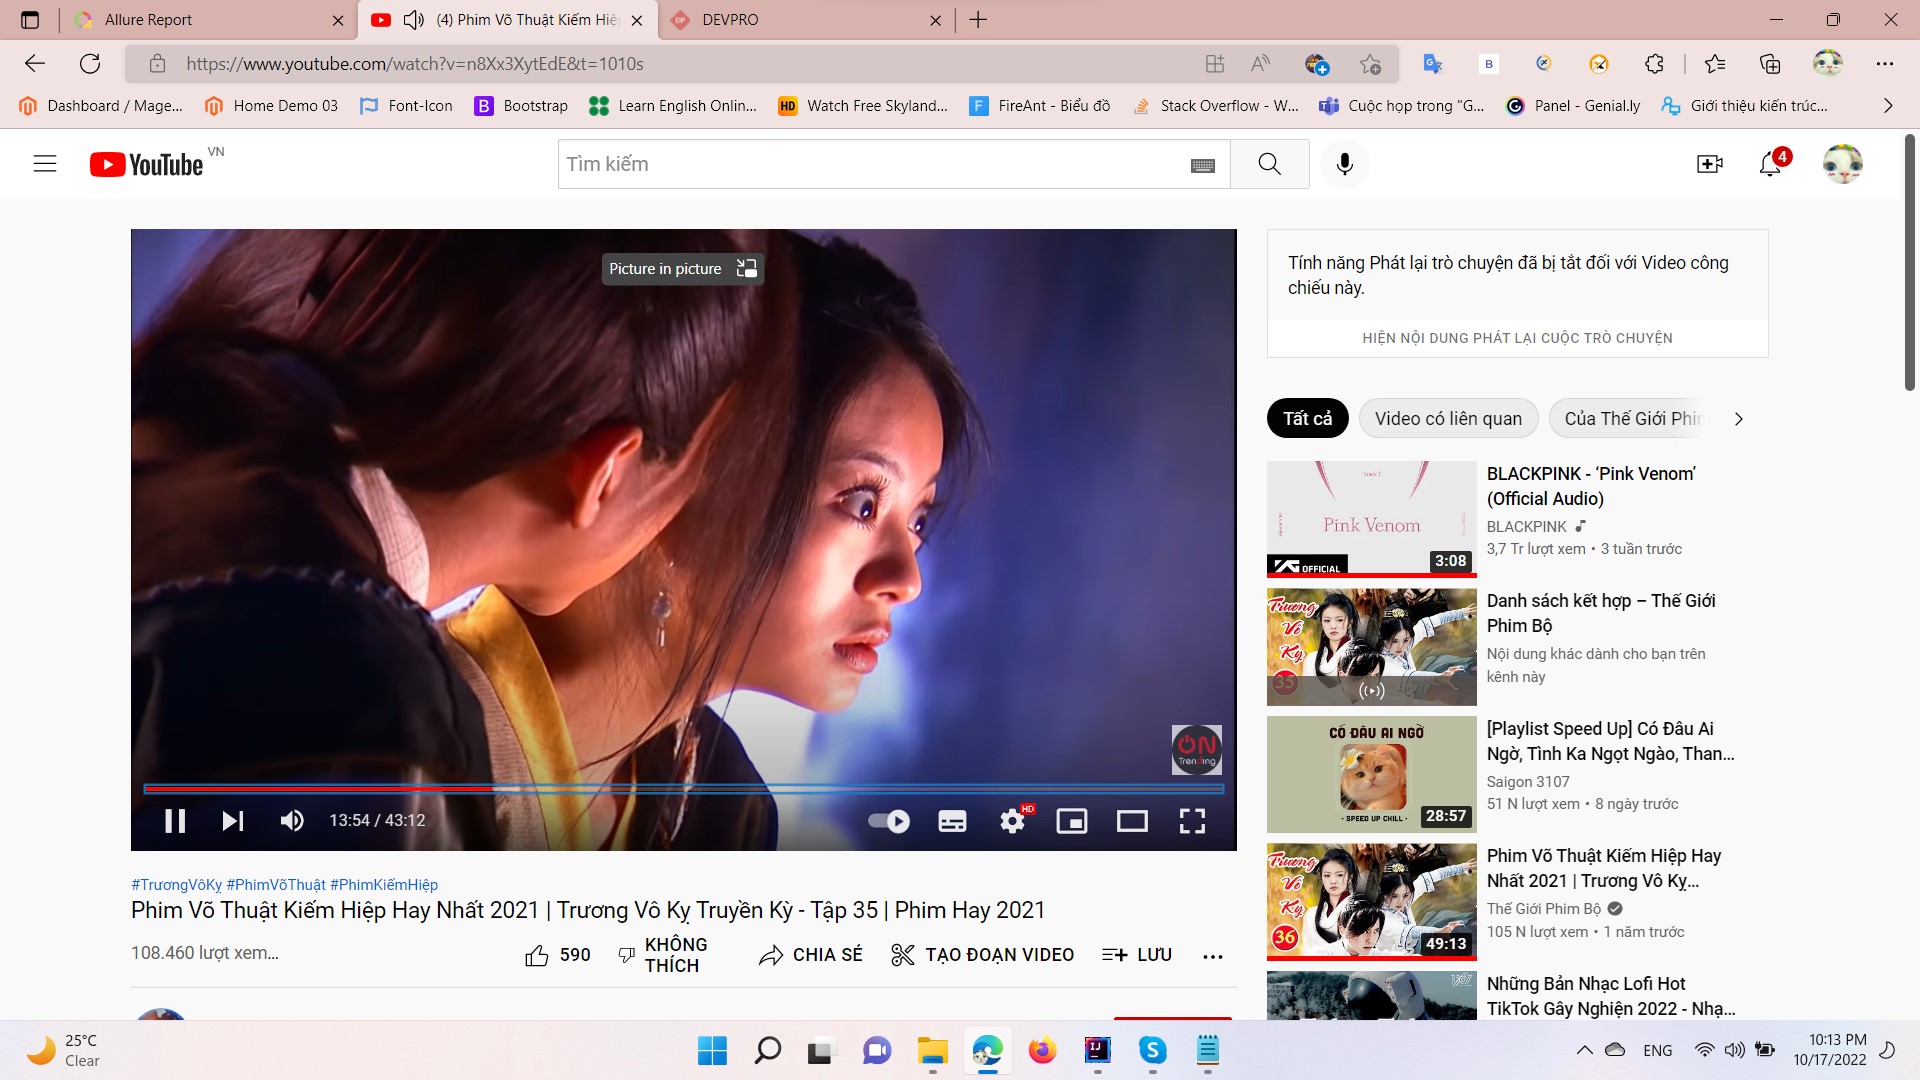 Allure Report
(4) Phim Võ Thuật Kiếm Hiệ
DEVPRO
https://www.youtube.com/watch?v=n8Xx3XytEdE&t=1010s
Dashboard / Mage...
Home Demo 03
Font-Icon
Bootstrap
Learn English Onlin...
Watch Free Skyland...
FireAnt - Biểu đồ
Stack Overflow - W...
Cuộc họp trong "G...
Panel - Genial.ly
Giới thiệu kiến trúc...
YouTube VN
Tìm kiếm
4
Picture in picture
ON
Trending
HD
13:54 / 43:12
#TrươngVôKỵ #PhimVõThuật #PhimKiếmHiệp
Phim Võ Thuật Kiếm Hiệp Hay Nhất 2021 | Trương Vô Kỵ Truyền Kỳ - Tập 35 | Phim Hay 2021
108.460 lượt xem...
590
KHÔNG
THÍCH
CHIA SẺ
TẠO ĐOẠN VIDEO
LƯU
Tính năng Phát lại trò chuyện đã bị tắt đối với Video công
chiếu này.
HIỆN NỘI DUNG PHÁT LẠI CUỘC TRÒ CHUYỆN
Tất cả
Video có liên quan
Của Thế Giới Phim
Pink Venom
YG OFFICIAL
3:08
BLACKPINK - ‘Pink Venom’
(Official Audio)
BLACKPINK
3,7 Tr lượt xem • 3 tuần trước
Trương
Vô
Kỵ
35
Danh sách kết hợp – Thế Giới
Phim Bộ
Nội dung khác dành cho bạn trên
kênh này
CÓ ĐÂU AI NGỜ
• SPEED UP CHILL •
28:57
[Playlist Speed Up] Có Đâu Ai
Ngờ, Tình Ka Ngọt Ngào, Than...
Saigon 3107
51 N lượt xem • 8 ngày trước
Trương
Vô
Kỵ
36
49:13
Phim Võ Thuật Kiếm Hiệp Hay
Nhất 2021 | Trương Vô Kỵ...
Thế Giới Phim Bộ
105 N lượt xem • 1 năm trước
Những Bản Nhạc Lofi Hot
TikTok Gây Nghiện 2022 - Nhạ...
25°C
Clear
ENG
10:13 PM
10/17/2022